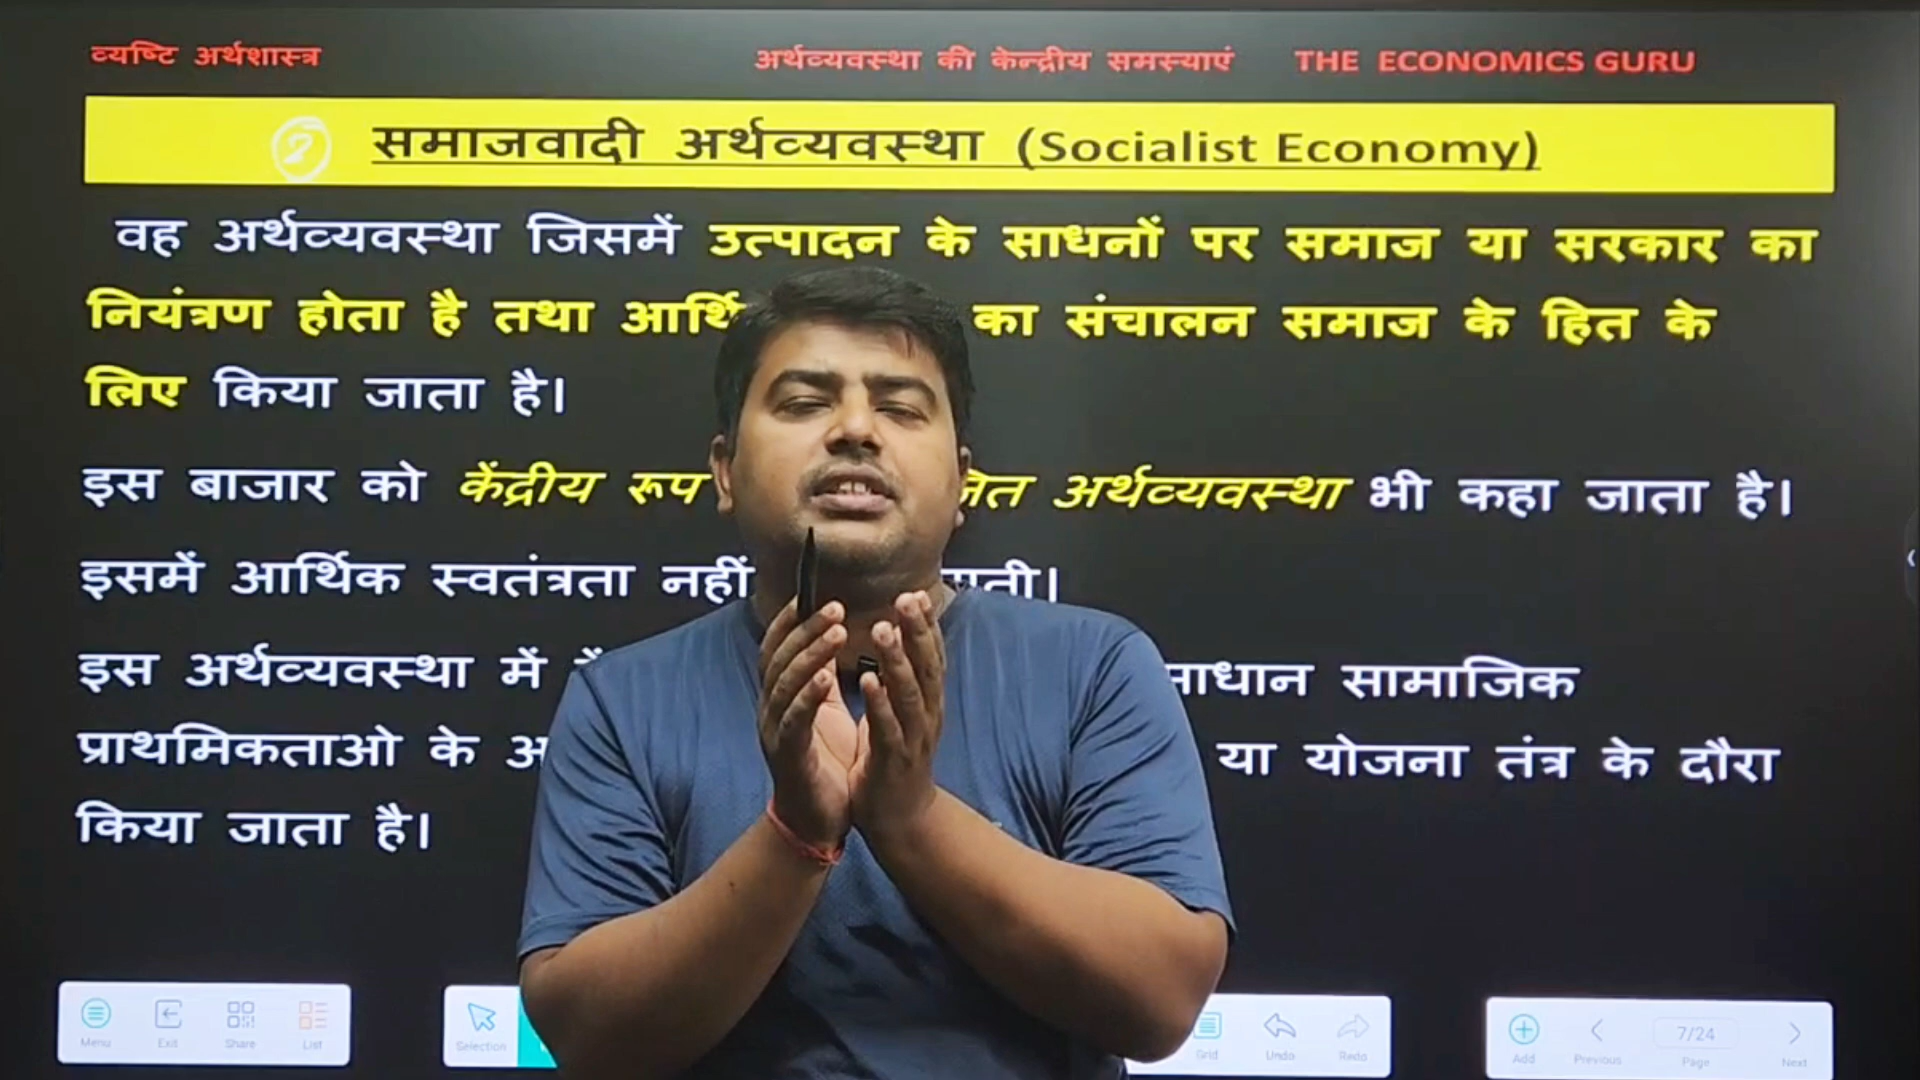 व्यष्टि अर्थशास्त्र अर्थव्यवस्था की केन्द्रीय समस्याएं THE ECONOMICS GURU
2 समाजवादी अर्थव्यवस्था (Socialist Economy)
वह अर्थव्यवस्था जिसमें उत्पादन के साधनों पर समाज या सरकार का
नियंत्रण होता है तथा का संचालन समाज के हित के
लिए किया जाता है।
इस बाजार को केंद्रीय रूप अर्थव्यवस्था भी कहा जाता है।
इसमें आर्थिक स्वतंत्रता नहीं
इस अर्थव्यवस्था में सामाजिक
प्राथमिकताओ के या योजना तंत्र के दौरा
किया जाता है।
Menu Exit Share List Selection Grid Undo Redo Add Previous 7/24 Page Next